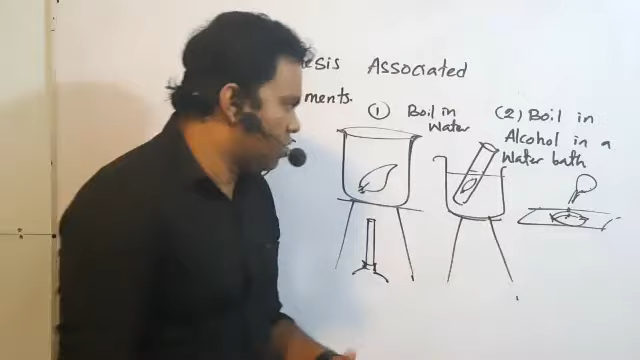 esis Associated
ments.
① Boil in
Water
(2) Boil in
Alcohol in a
Water bath